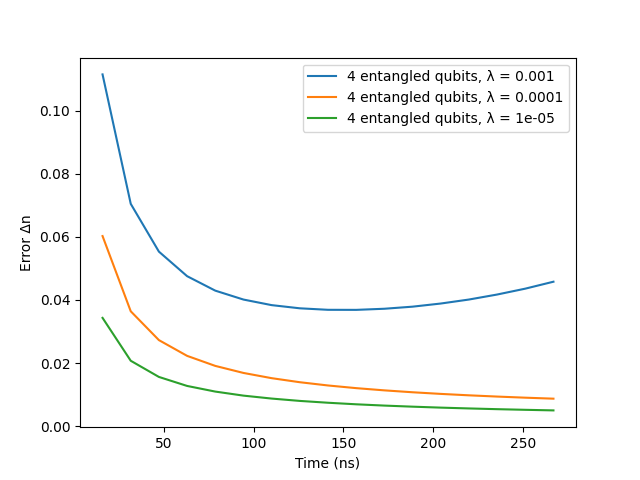 4 entangled qubits, λ = 0.001
4 entangled qubits, λ = 0.0001
4 entangled qubits, λ = 1e-05
Error Δn
0.10
0.08
0.06
0.04
0.02
0.00
50 100 150 200 250
Time (ns)